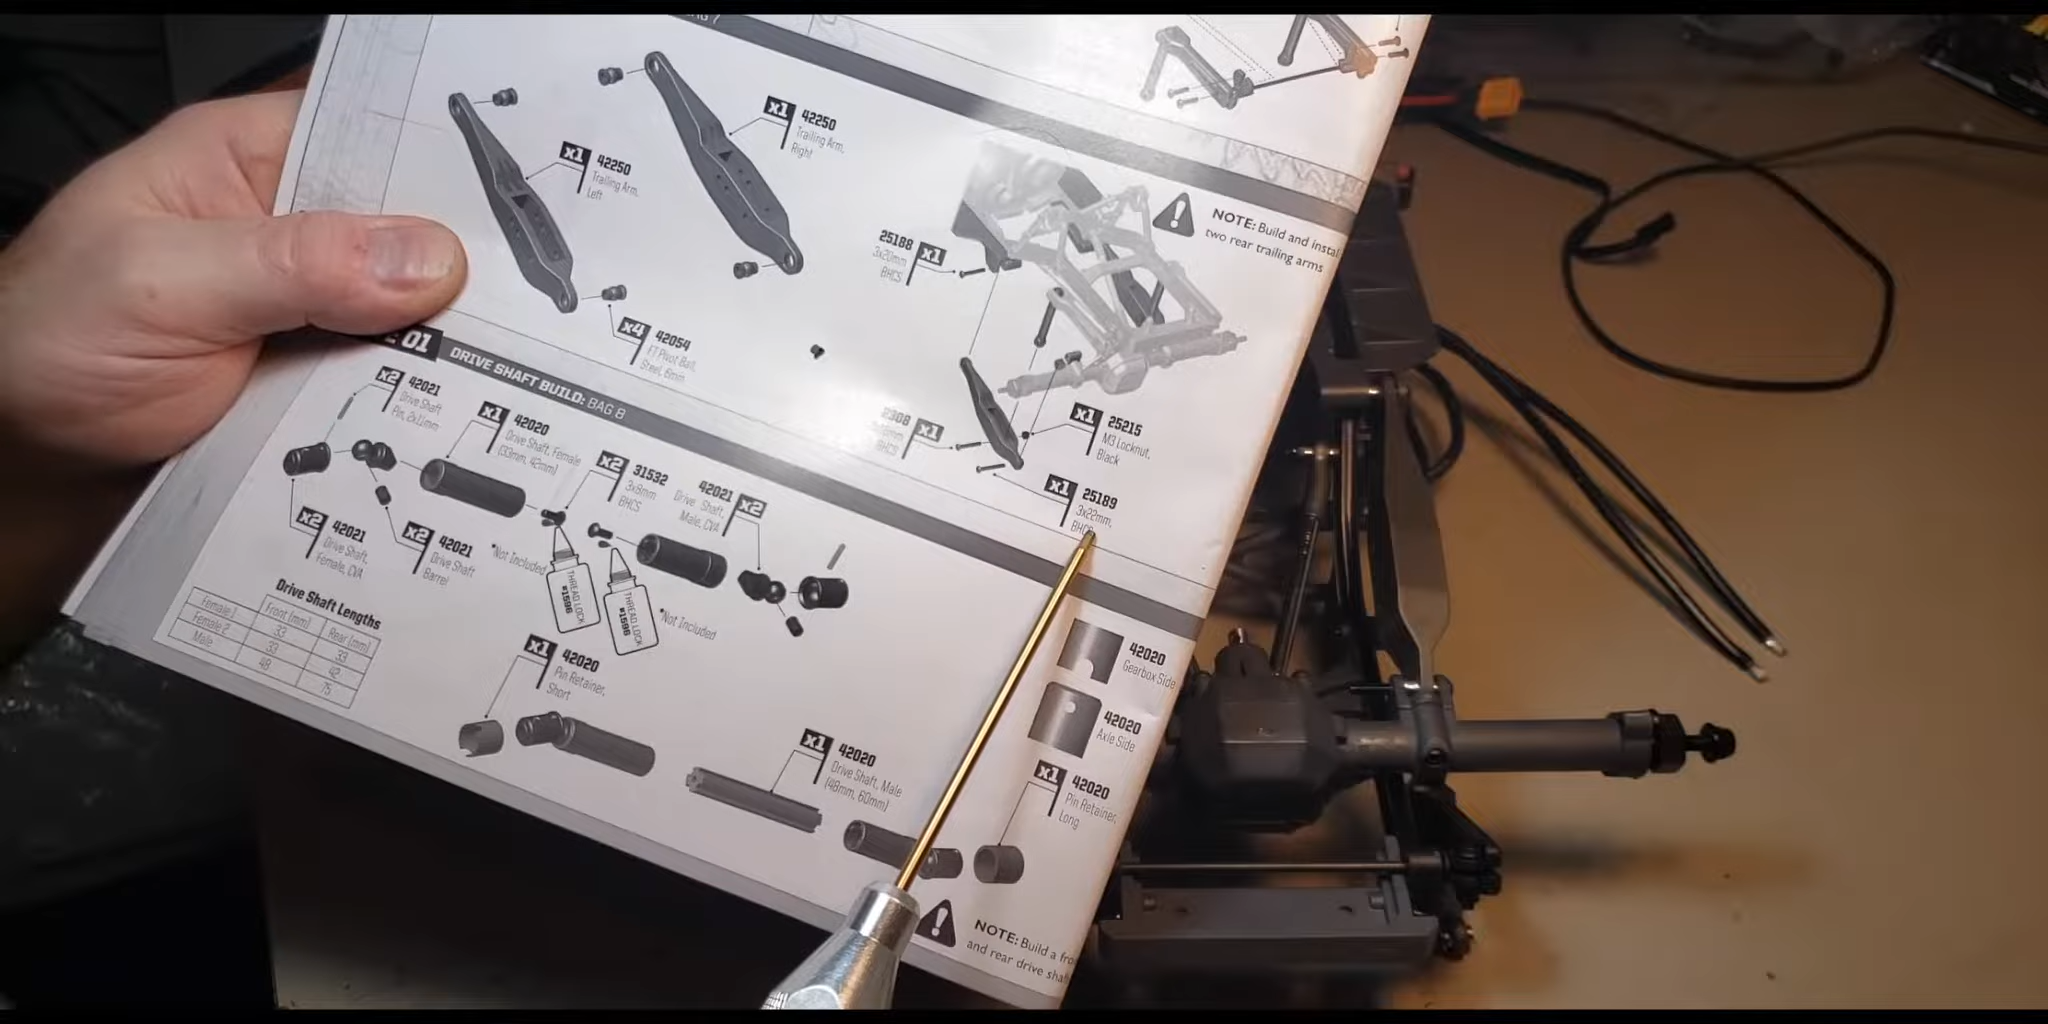 x1 42250
Trailing Arm,
Right
x1 42250
Trailing Arm,
Left
x4 42054
FT Pivot Ball,
Steel, 6mm
25188 x1
3x20mm
BHCS
NOTE: Build and install
two rear trailing arms
x1
BHCS
x1 25215
M3 Locknut,
Black
x1 25189
3x22mm,
BHCS
01 DRIVE SHAFT BUILD: BAG 8
x2 42021
Drive Shaft
Pin, 2x11mm
x1 42020
Drive Shaft, Female
(33mm, 42mm)
x2 31532
3x8mm
BHCS
42021 x2
Drive Shaft,
Male, CVA
x2 42021
Drive Shaft,
Female, CVA
x2 42021
Drive Shaft
Barrel
*Not Included
THREAD LOCK
#1596
THREAD LOCK
#1596
*Not Included
Drive Shaft Lengths
Front (mm) Rear (mm)
Female 1 33 33
Female 2 33 42
Male 48 75
x1 42020
Pin Retainer,
Short
x1 42020
Drive Shaft, Male
(48mm, 60mm)
42020
Gearbox Side
42020
Axle Side
x1 42020
Pin Retainer,
Long
NOTE: Build a
and rear drive